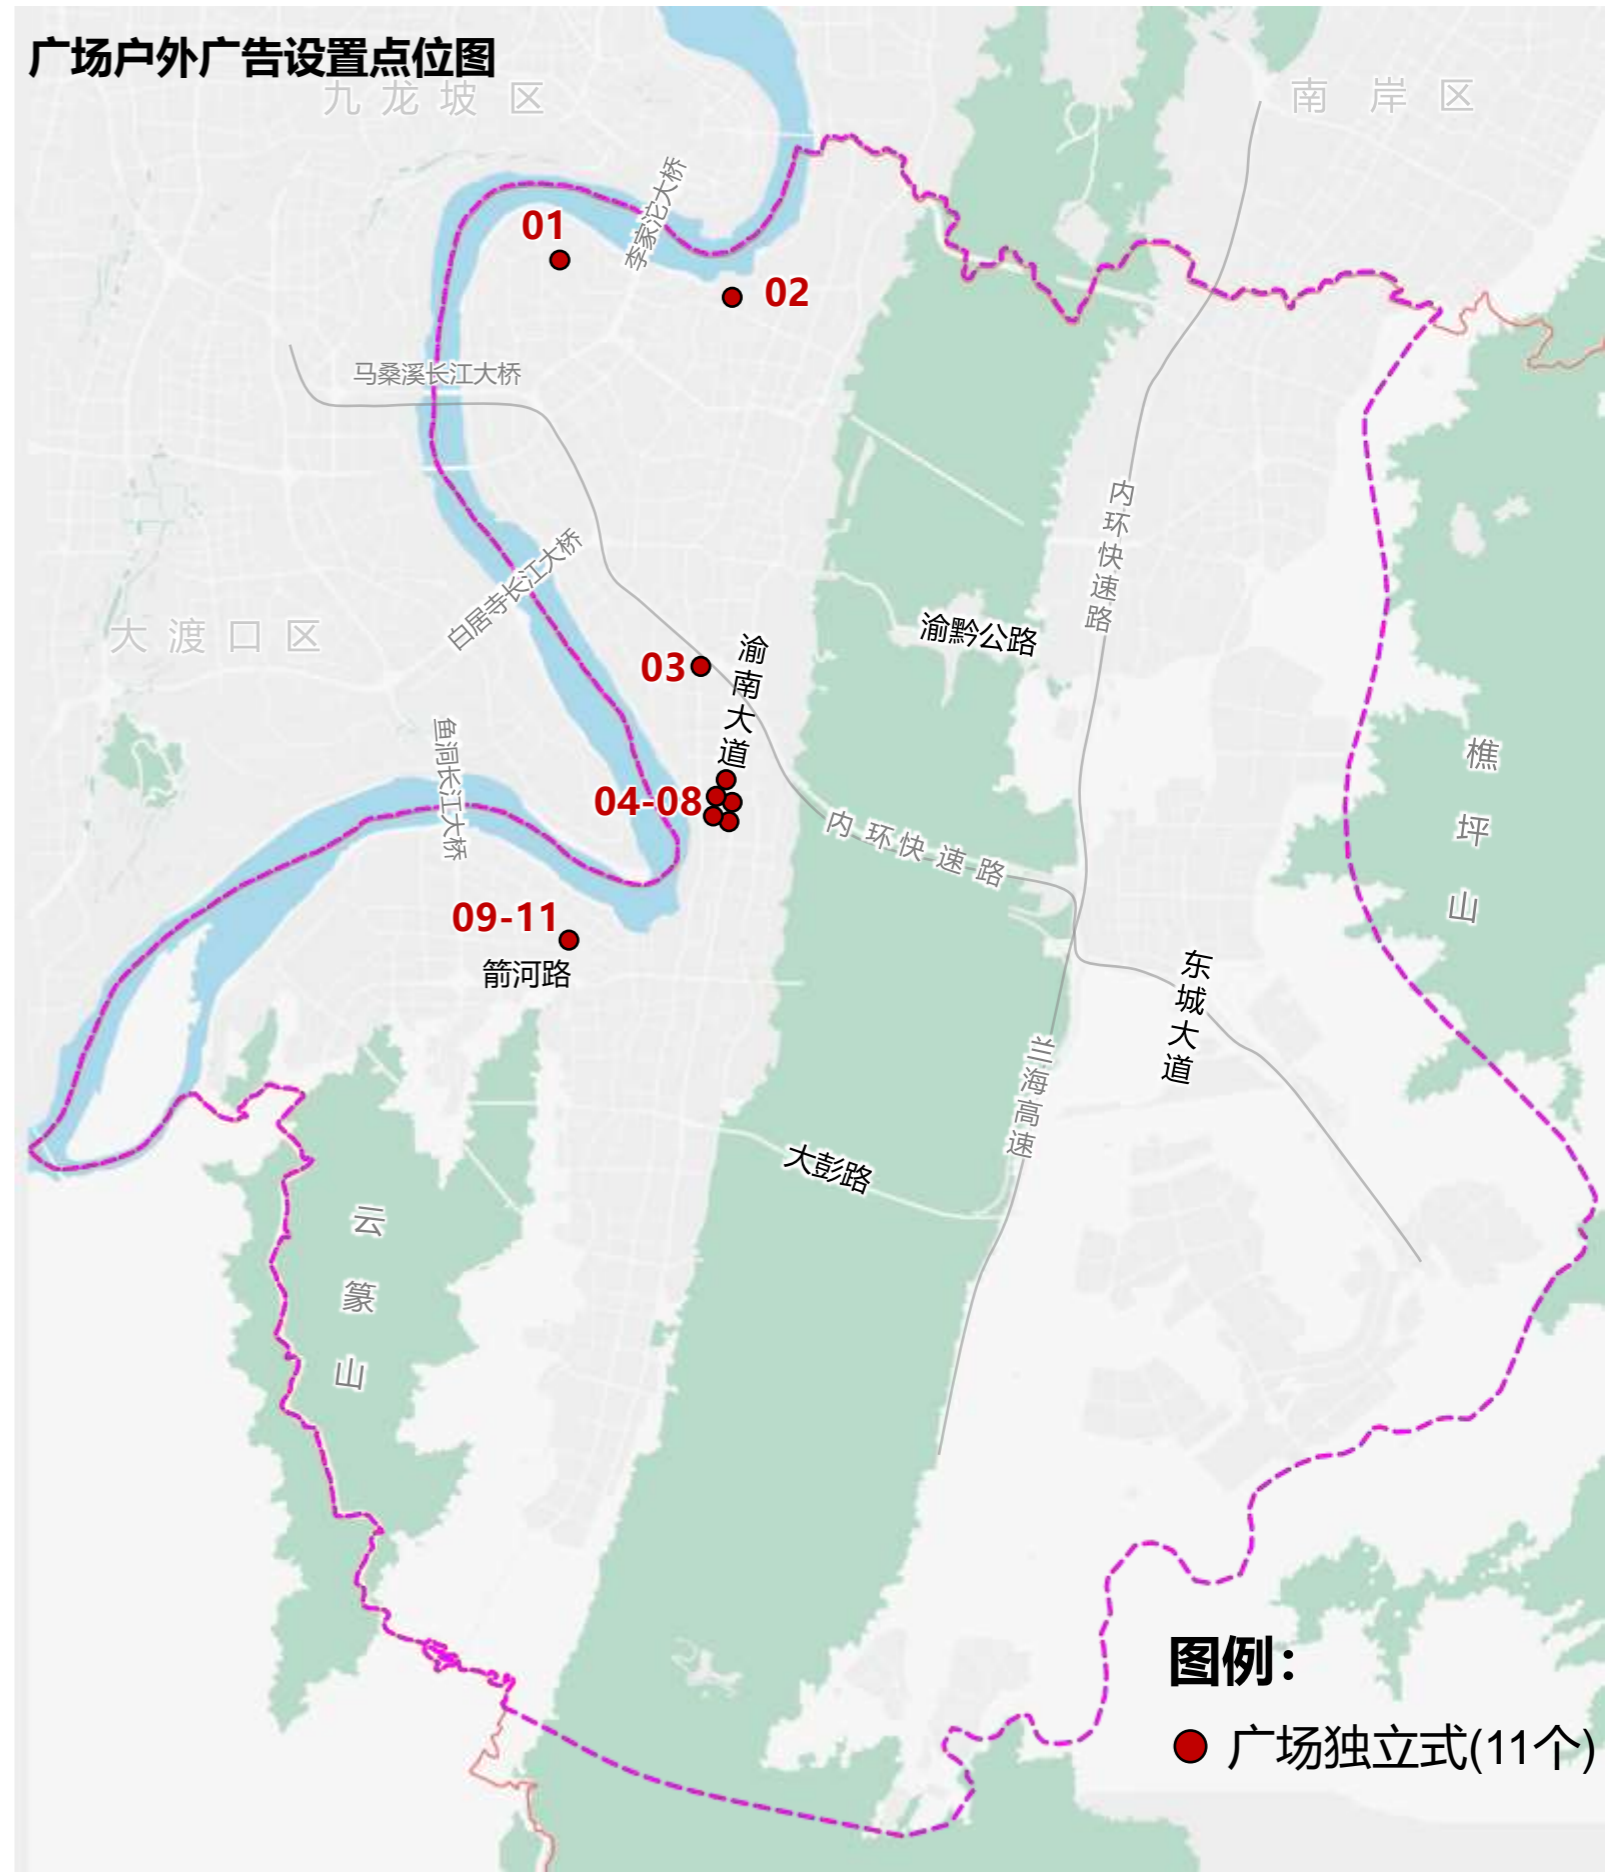 广场户外广告设置点位图
九龙坡区
南岸区
李家沱大桥
01
02
马桑溪长江大桥
内环快速路
白居寺长江大桥
大渡口区
渝黔公路
03
渝南大道
鱼洞长江大桥
樵坪山
04-08
内环快速路
09-11
箭河路
东城大道
兰海高速
大彭路
云篆山
图例：
广场独立式(11个)